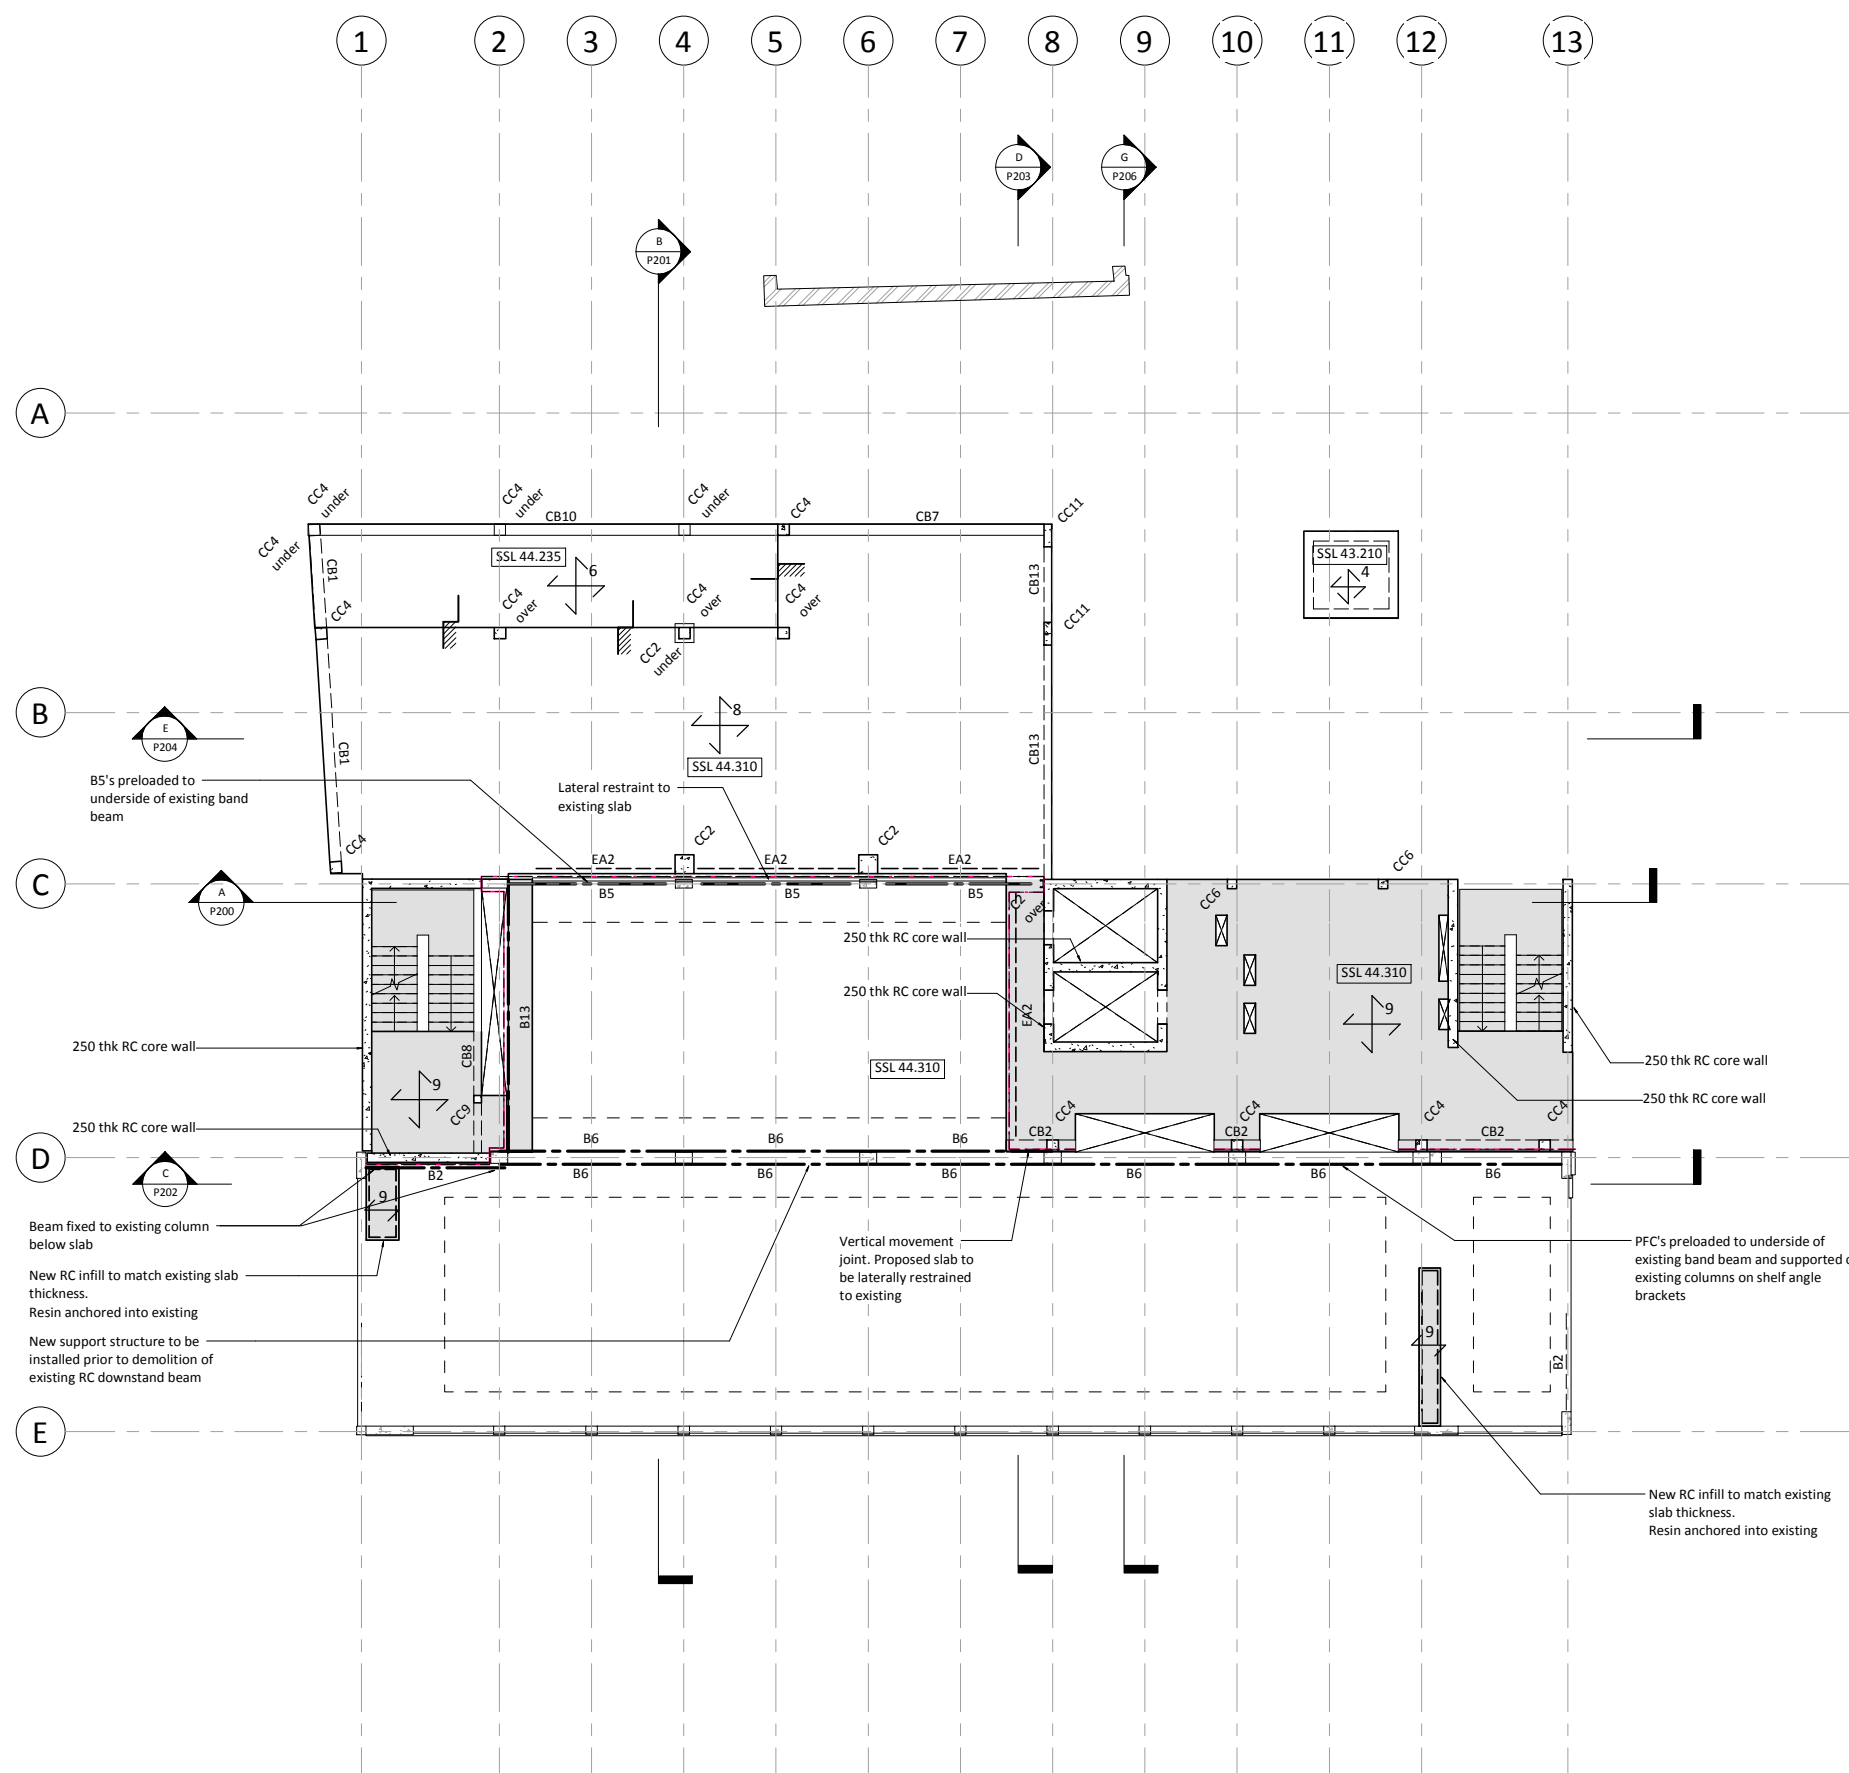 1 2 3 4 5 6 7 8 9 10 11 12 13
D
P203
G
P206
B
P201
A
CC4
under
CC4
under
CC4
under
CC4
CC11
CB10
CB7
CC4
under
SSL 44.235
6
CB1
CB13
SSL 43.210
4
CC4
CC4
over
CC4
over
CC4
over
CC11
CC2
under
B
E
P204
8
SSL 44.310
CB1
CB13
B5's preloaded to
underside of existing band
beam
Lateral restraint to
existing slab
CC4
CC2
CC2
CC6
EA2 EA2 EA2
C
A
P200
B5 B5 B5
C2
over
CC6
250 thk RC core wall
SSL 44.310
9
250 thk RC core wall
B13
EA2
250 thk RC core wall
CB8
SSL 44.310
250 thk RC core wall
9
CC9
250 thk RC core wall
250 thk RC core wall
CC4
CC4
CC4
CC4
CB2 CB2 CB2
B6 B6 B6
D
C
P202
B2 B6 B6 B6 B6 B6 B6
9
Beam fixed to existing column
below slab
New RC infill to match existing slab
thickness.
Resin anchored into existing
New support structure to be
installed prior to demolition of
existing RC downstand beam
Vertical movement
joint. Proposed slab to
be laterally restrained
to existing
PFC's preloaded to underside of
existing band beam and supported o
existing columns on shelf angle
brackets
9
B2
E
New RC infill to match existing
slab thickness.
Resin anchored into existing